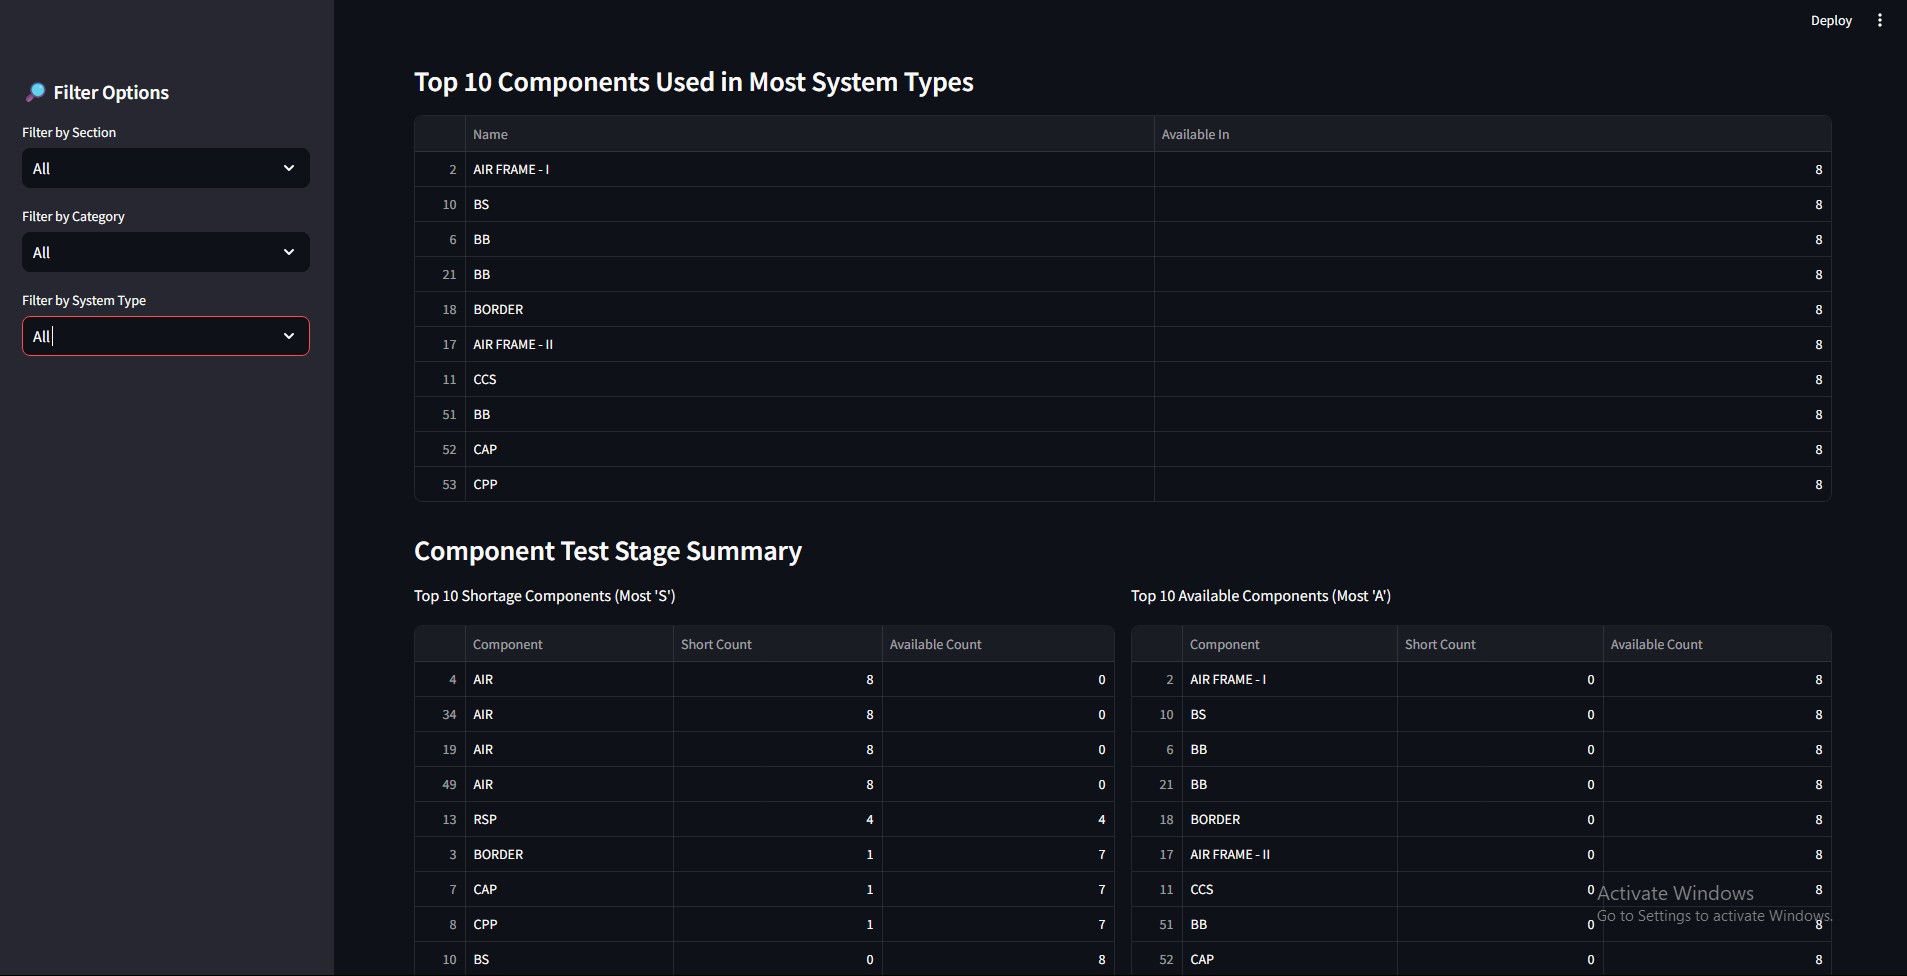 Deploy
Filter Options
Filter by Section
All
Filter by Category
All
Filter by System Type
All
Top 10 Components Used in Most System Types
Name Available In
2 AIR FRAME - I 8
10 BS 8
6 BB 8
21 BB 8
18 BORDER 8
17 AIR FRAME - II 8
11 CCS 8
51 BB 8
52 CAP 8
53 CPP 8
Component Test Stage Summary
Top 10 Shortage Components (Most 'S')
Component Short Count Available Count
4 AIR 8 0
34 AIR 8 0
19 AIR 8 0
49 AIR 8 0
13 RSP 4 4
3 BORDER 1 7
7 CAP 1 7
8 CPP 1 7
10 BS 0 8
Top 10 Available Components (Most 'A')
Component Short Count Available Count
2 AIR FRAME - I 0 8
10 BS 0 8
6 BB 0 8
21 BB 0 8
18 BORDER 0 8
17 AIR FRAME - II 0 8
11 CCS 0 8
51 BB 0 8
52 CAP 0 8
Activate Windows
Go to Settings to activate Windows.